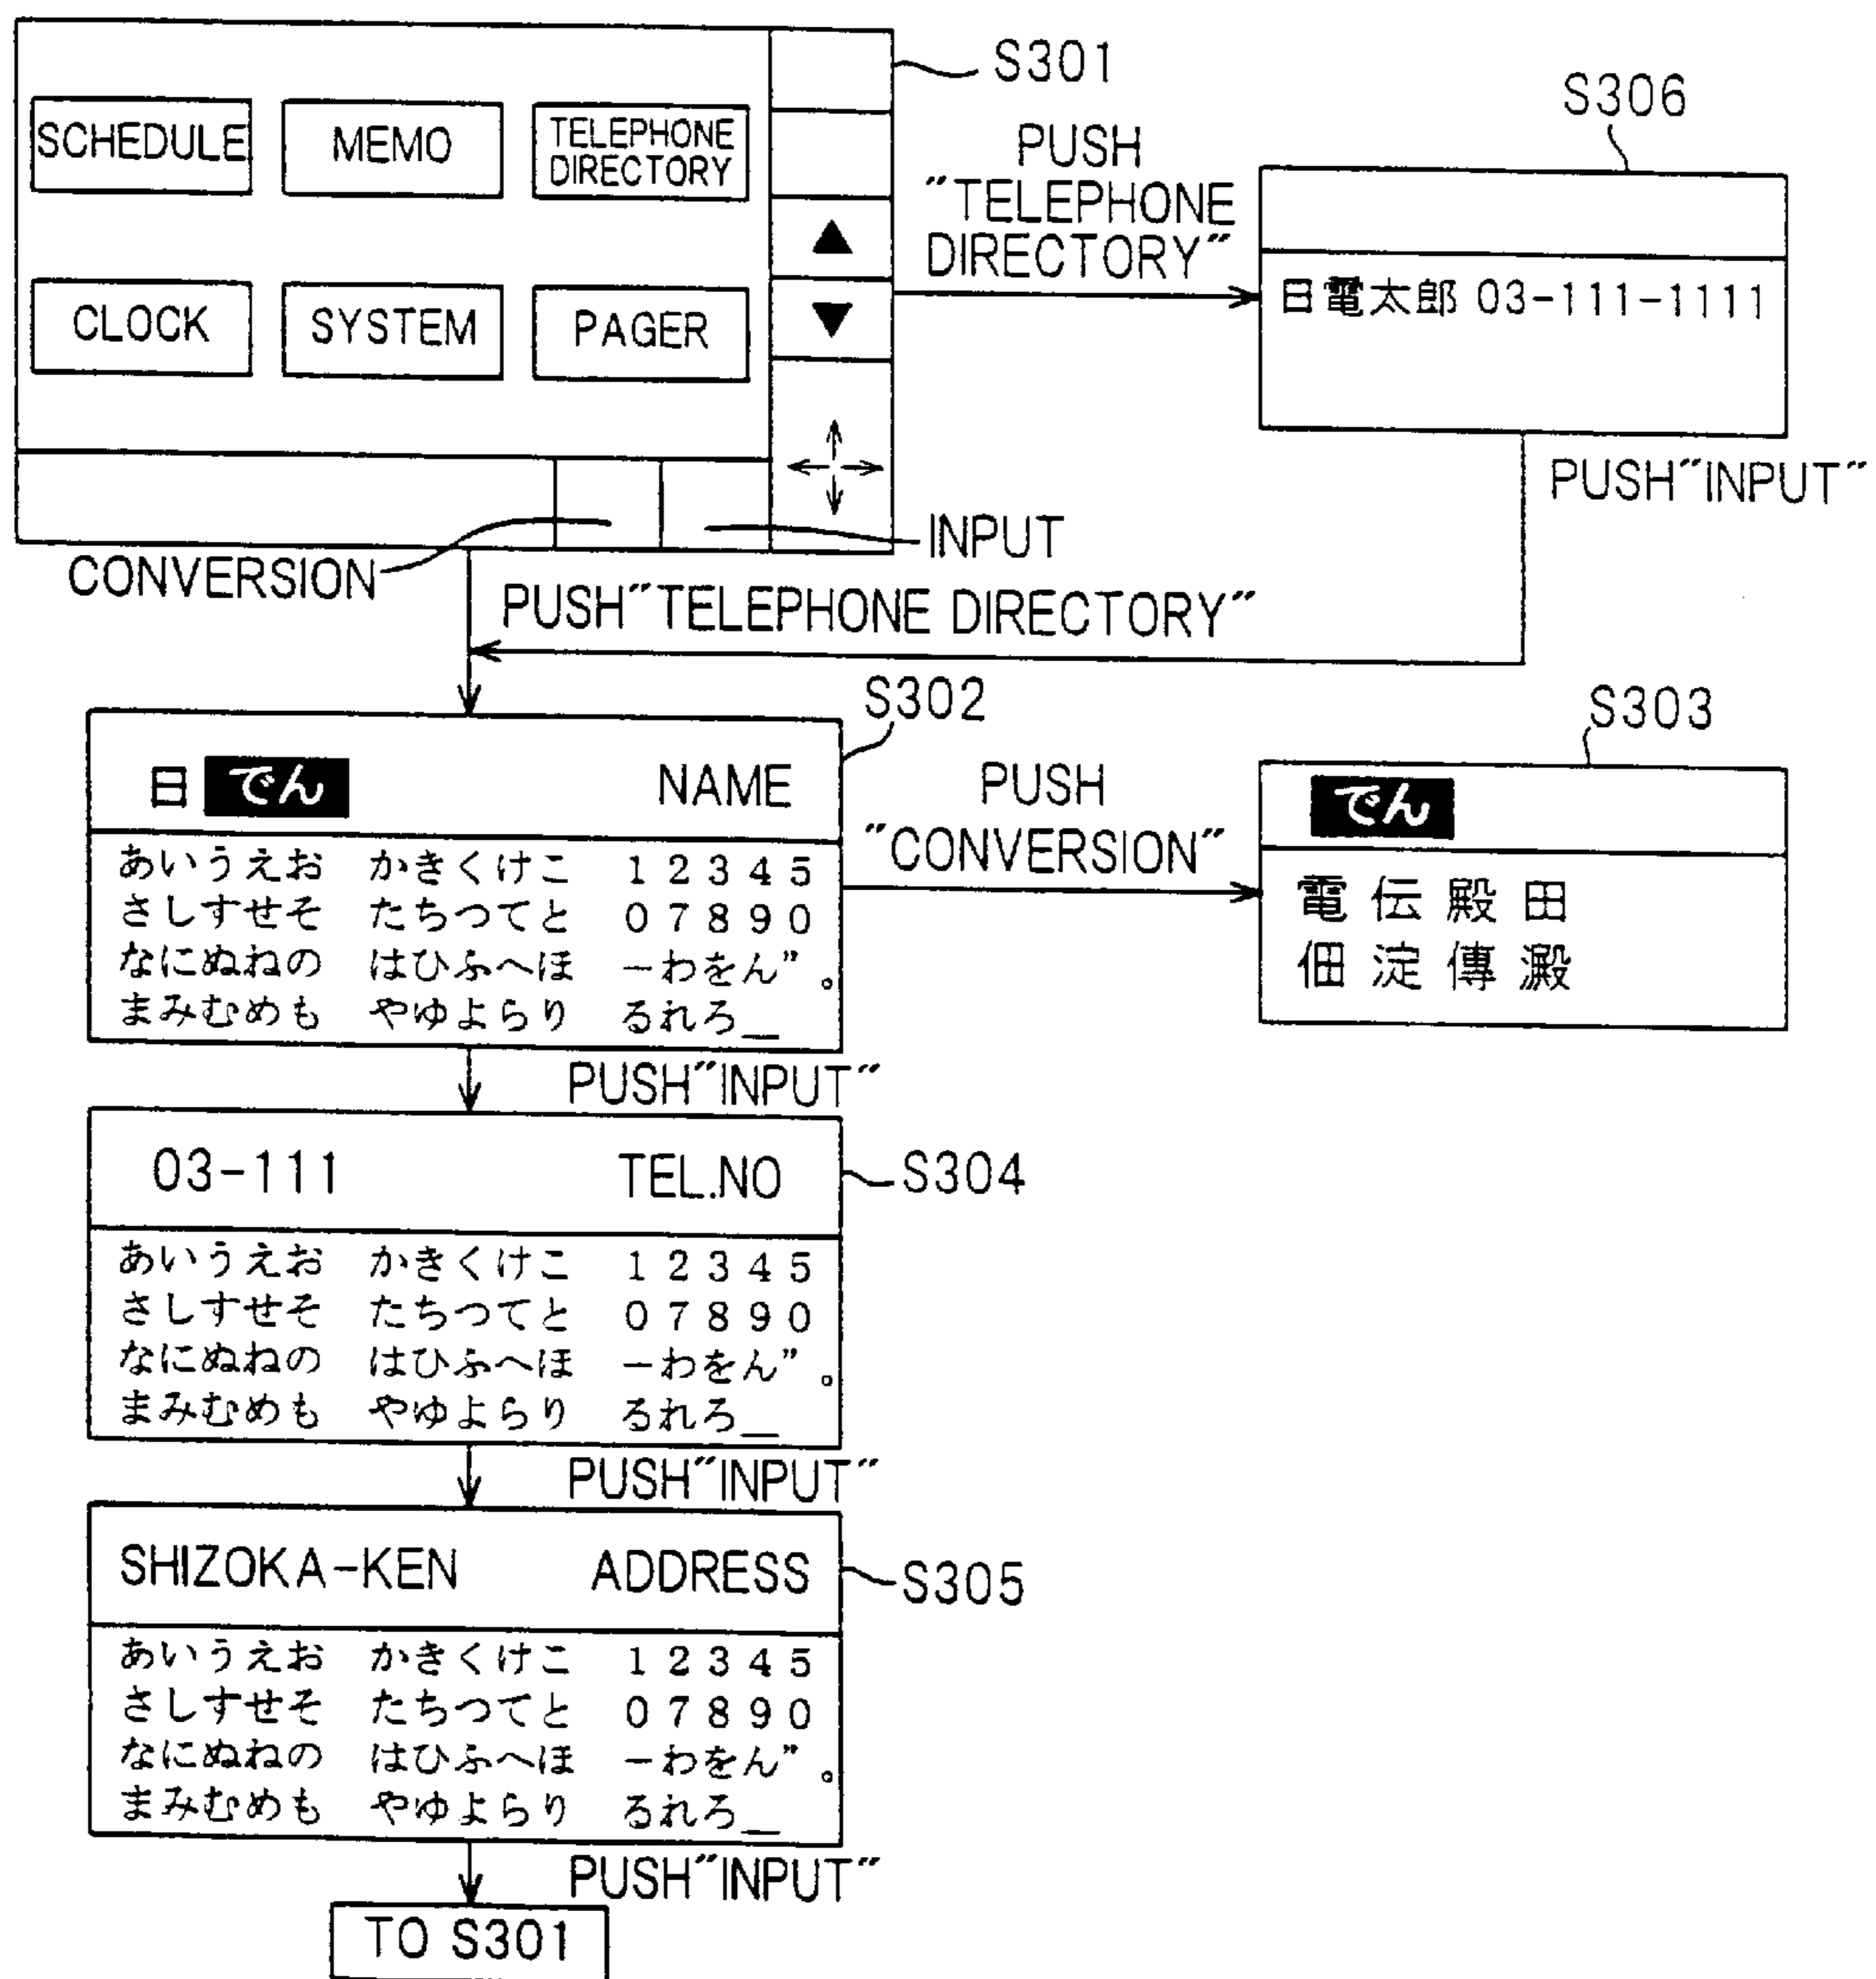 S301
SCHEDULE
MEMO
TELEPHONE
DIRECTORY
CLOCK
SYSTEM
PAGER
▲
▼
CONVERSION
INPUT
PUSH
"TELEPHONE
DIRECTORY"
S306
日電太郎 03-111-1111
PUSH"INPUT"
PUSH"TELEPHONE DIRECTORY"
S302
日 でん NAME
あいうえお かきくけこ 1 2 3 4 5
さしすせそ たちつてと 0 7 8 9 0
なにぬねの はひふへほ -わをん” 。
まみむめも やゆよらり るれろ_
PUSH
"CONVERSION"
S303
でん
電 伝 殿 田
佃 淀 傳 澱
PUSH"INPUT"
03-111 TEL.NO
S304
あいうえお かきくけこ 1 2 3 4 5
さしすせそ たちつてと 0 7 8 9 0
なにぬねの はひふへほ -わをん” 。
まみむめも やゆよらり るれろ_
PUSH"INPUT"
SHIZOKA-KEN ADDRESS
S305
あいうえお かきくけこ 1 2 3 4 5
さしすせそ たちつてと 0 7 8 9 0
なにぬねの はひふへほ -わをん” 。
まみむめも やゆよらり るれろ_
PUSH"INPUT"
TO S301